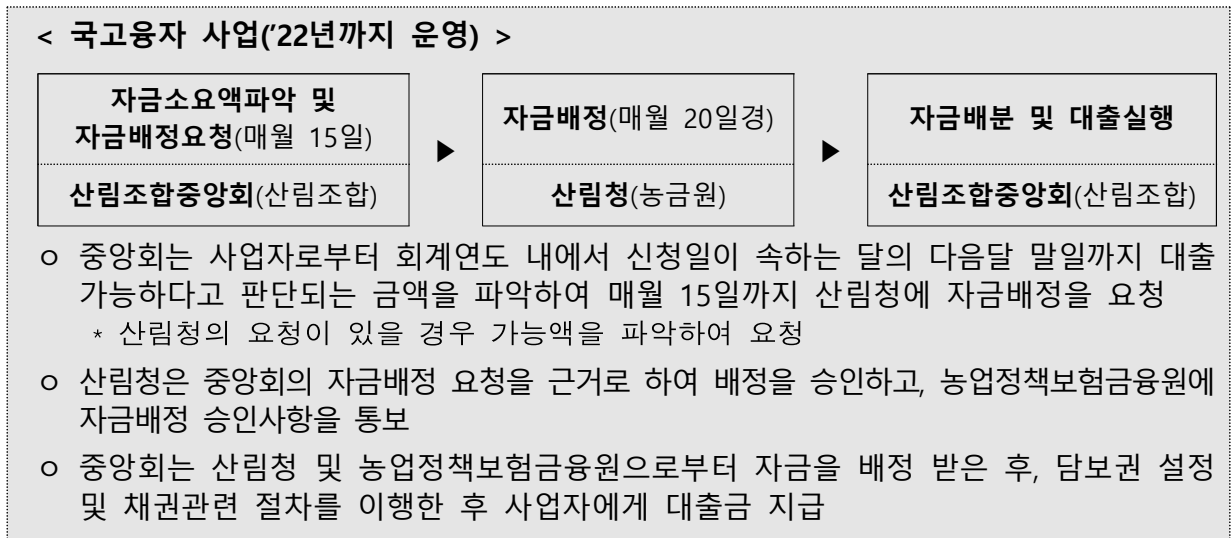 < 국고융자 사업('22년까지 운영) >
자금소요액파악 및
자금배정요청(매월 15일)
산림조합중앙회(산림조합)
▶
자금배정(매월 20일경)
산림청(농금원)
▶
자금배분 및 대출실행
산림조합중앙회(산림조합)
ㅇ 중앙회는 사업자로부터 회계연도 내에서 신청일이 속하는 달의 다음달 말일까지 대출
가능하다고 판단되는 금액을 파악하여 매월 15일까지 산림청에 자금배정을 요청
* 산림청의 요청이 있을 경우 가능액을 파악하여 요청
ㅇ 산림청은 중앙회의 자금배정 요청을 근거로 하여 배정을 승인하고, 농업정책보험금융원에
자금배정 승인사항을 통보
ㅇ 중앙회는 산림청 및 농업정책보험금융원으로부터 자금을 배정 받은 후, 담보권 설정
및 채권관련 절차를 이행한 후 사업자에게 대출금 지급